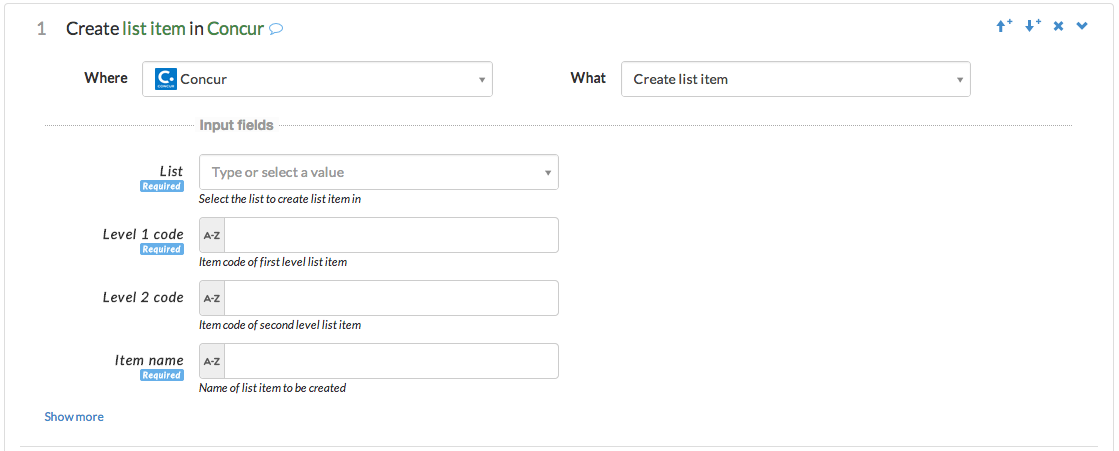 1 Create list item in Concur
Where C. CONCUR Concur What Create list item
Input fields
List Type or select a value
Required
Select the list to create list item in
Level 1 code A-Z
Required
Item code of first level list item
Level 2 code A-Z
Item code of second level list item
Item name A-Z
Required
Name of list item to be created
Show more